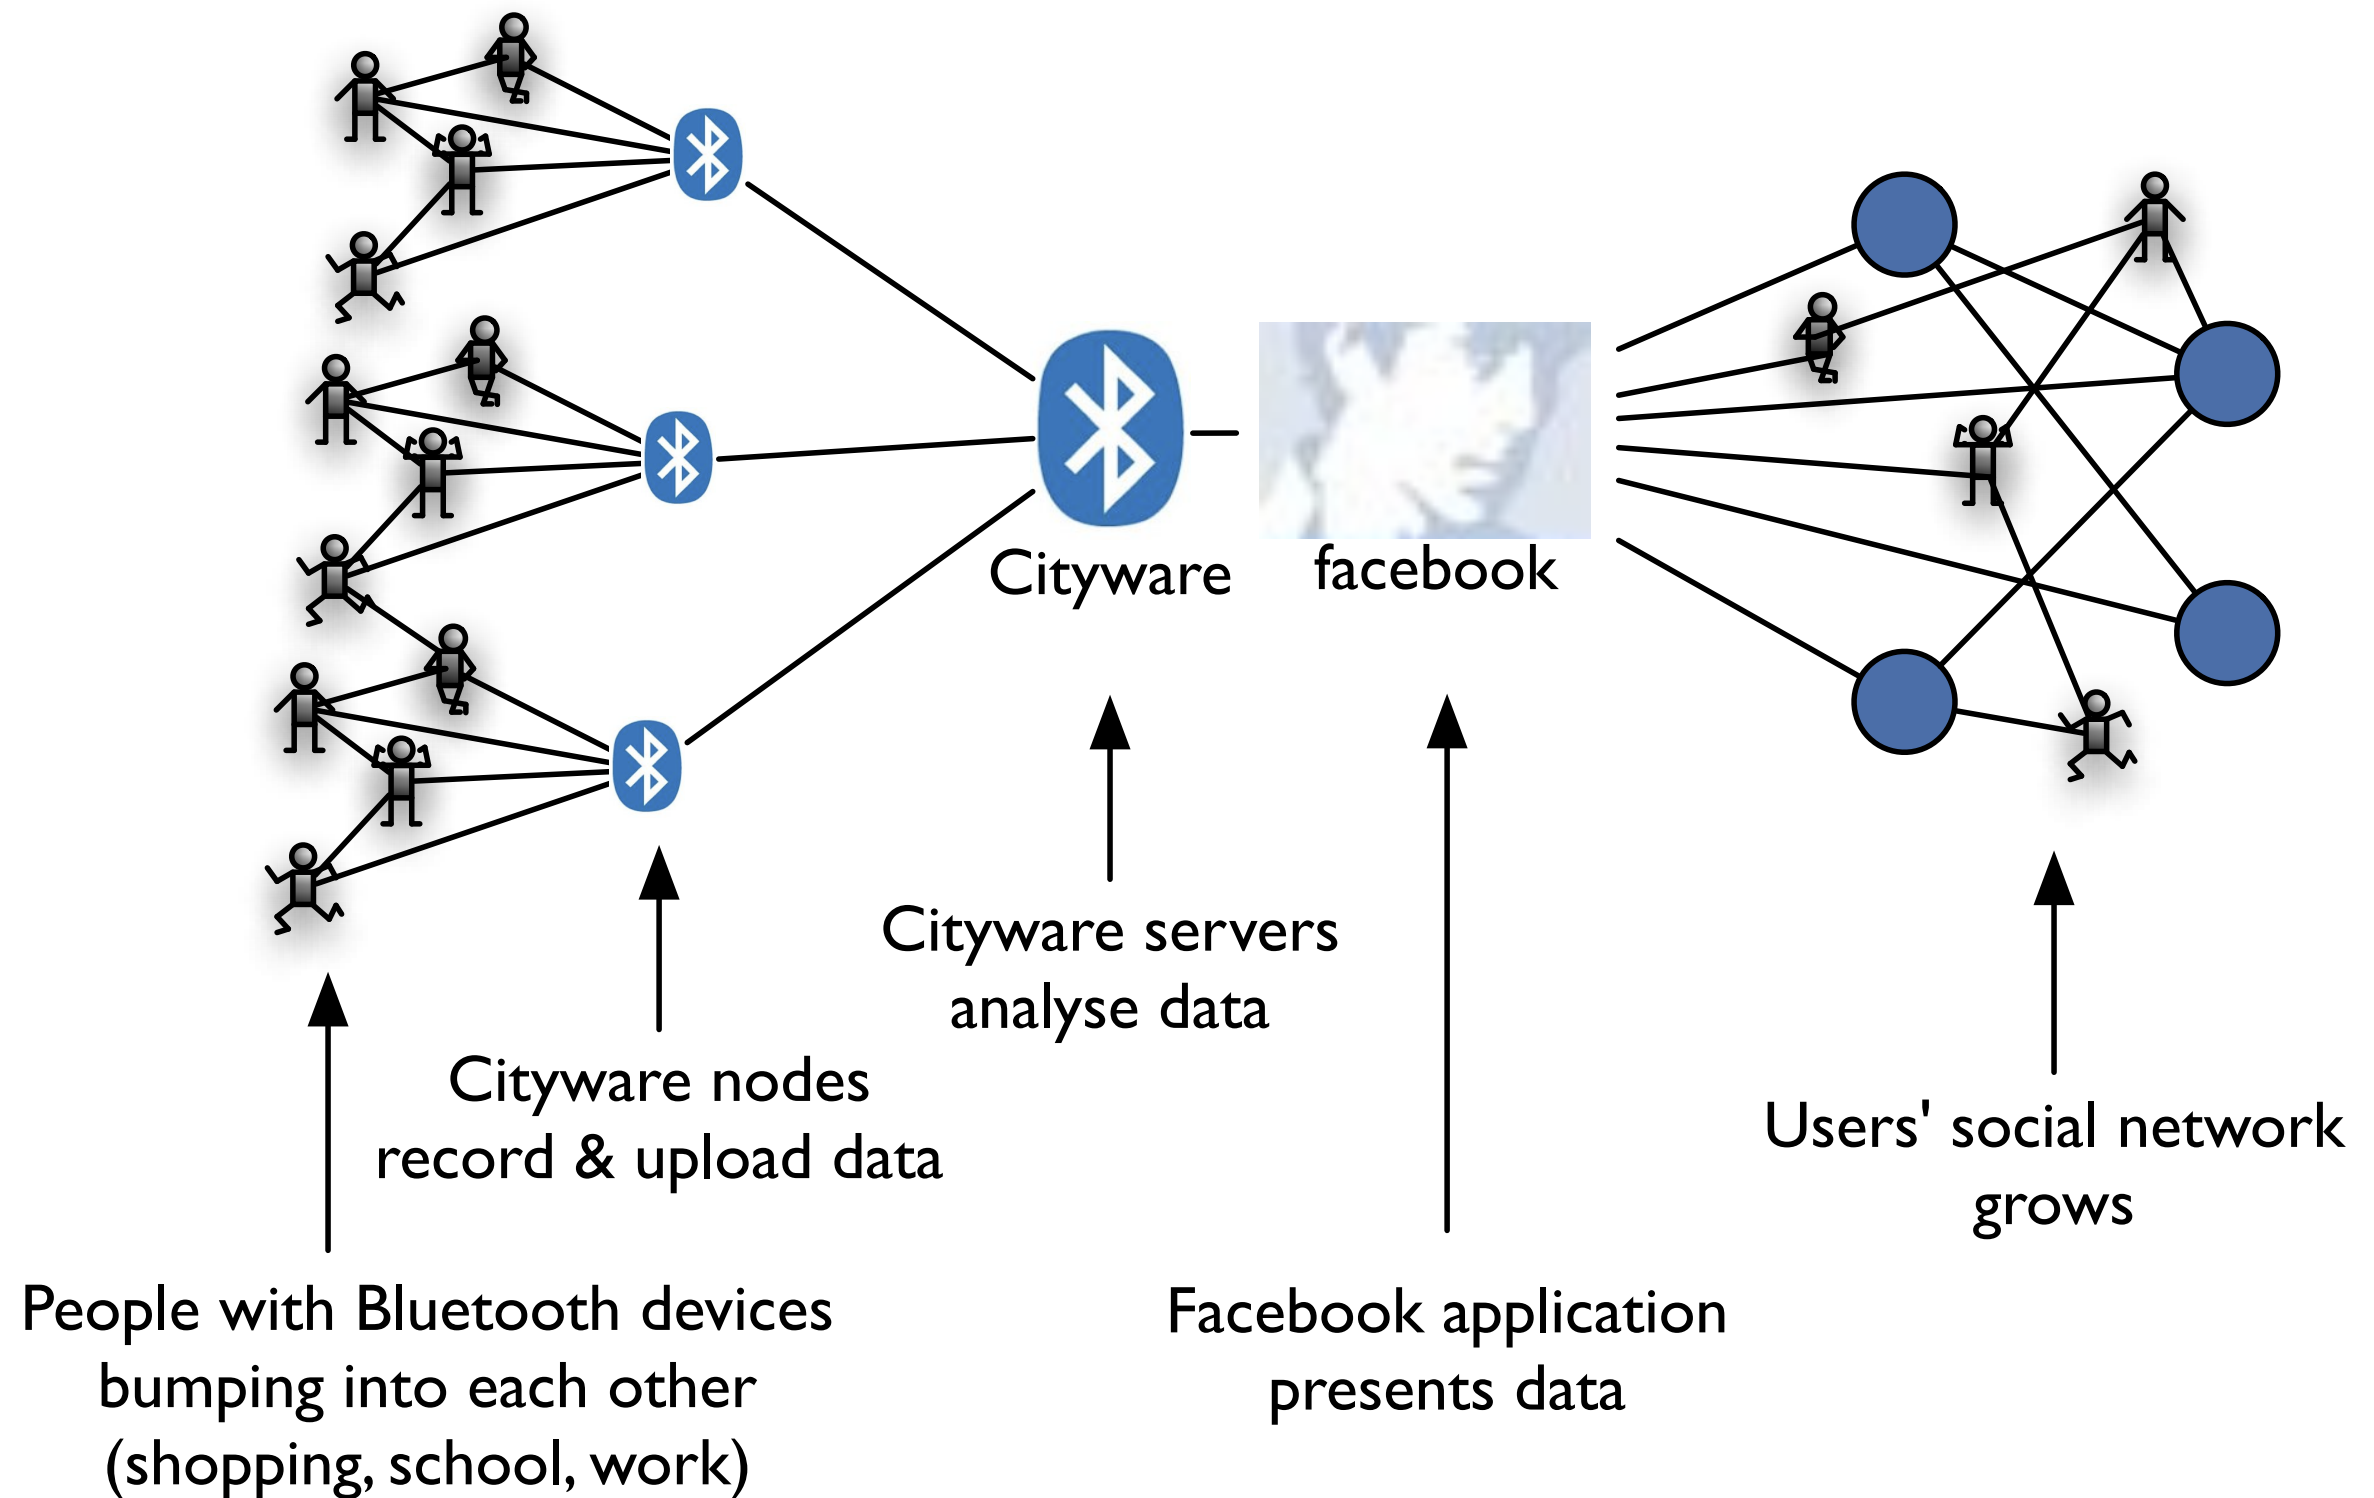 Cityware
facebook
Cityware servers
analyse data
Cityware nodes
record & upload data
Users' social network
grows
People with Bluetooth devices
bumping into each other
(shopping, school, work)
Facebook application
presents data